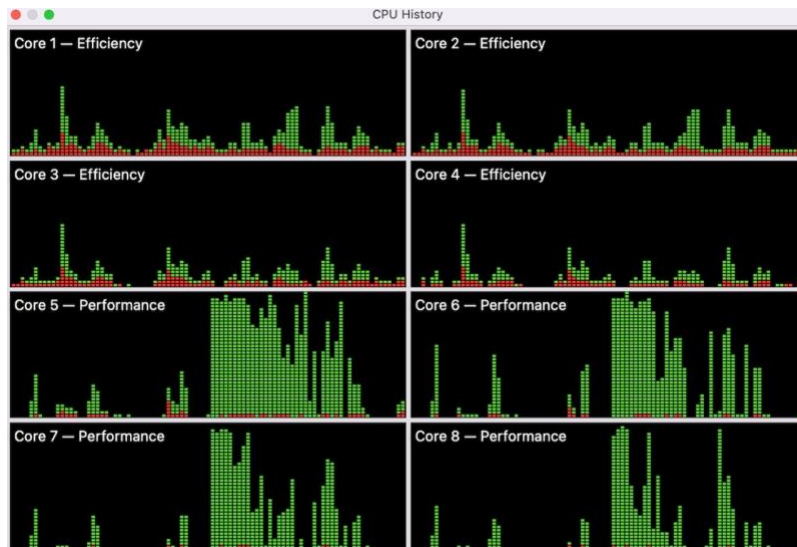 CPU History
Core 1 — Efficiency
Core 2 — Efficiency
Core 3 — Efficiency
Core 4 — Efficiency
Core 5 — Performance
Core 6 — Performance
Core 7 — Performance
Core 8 — Performance